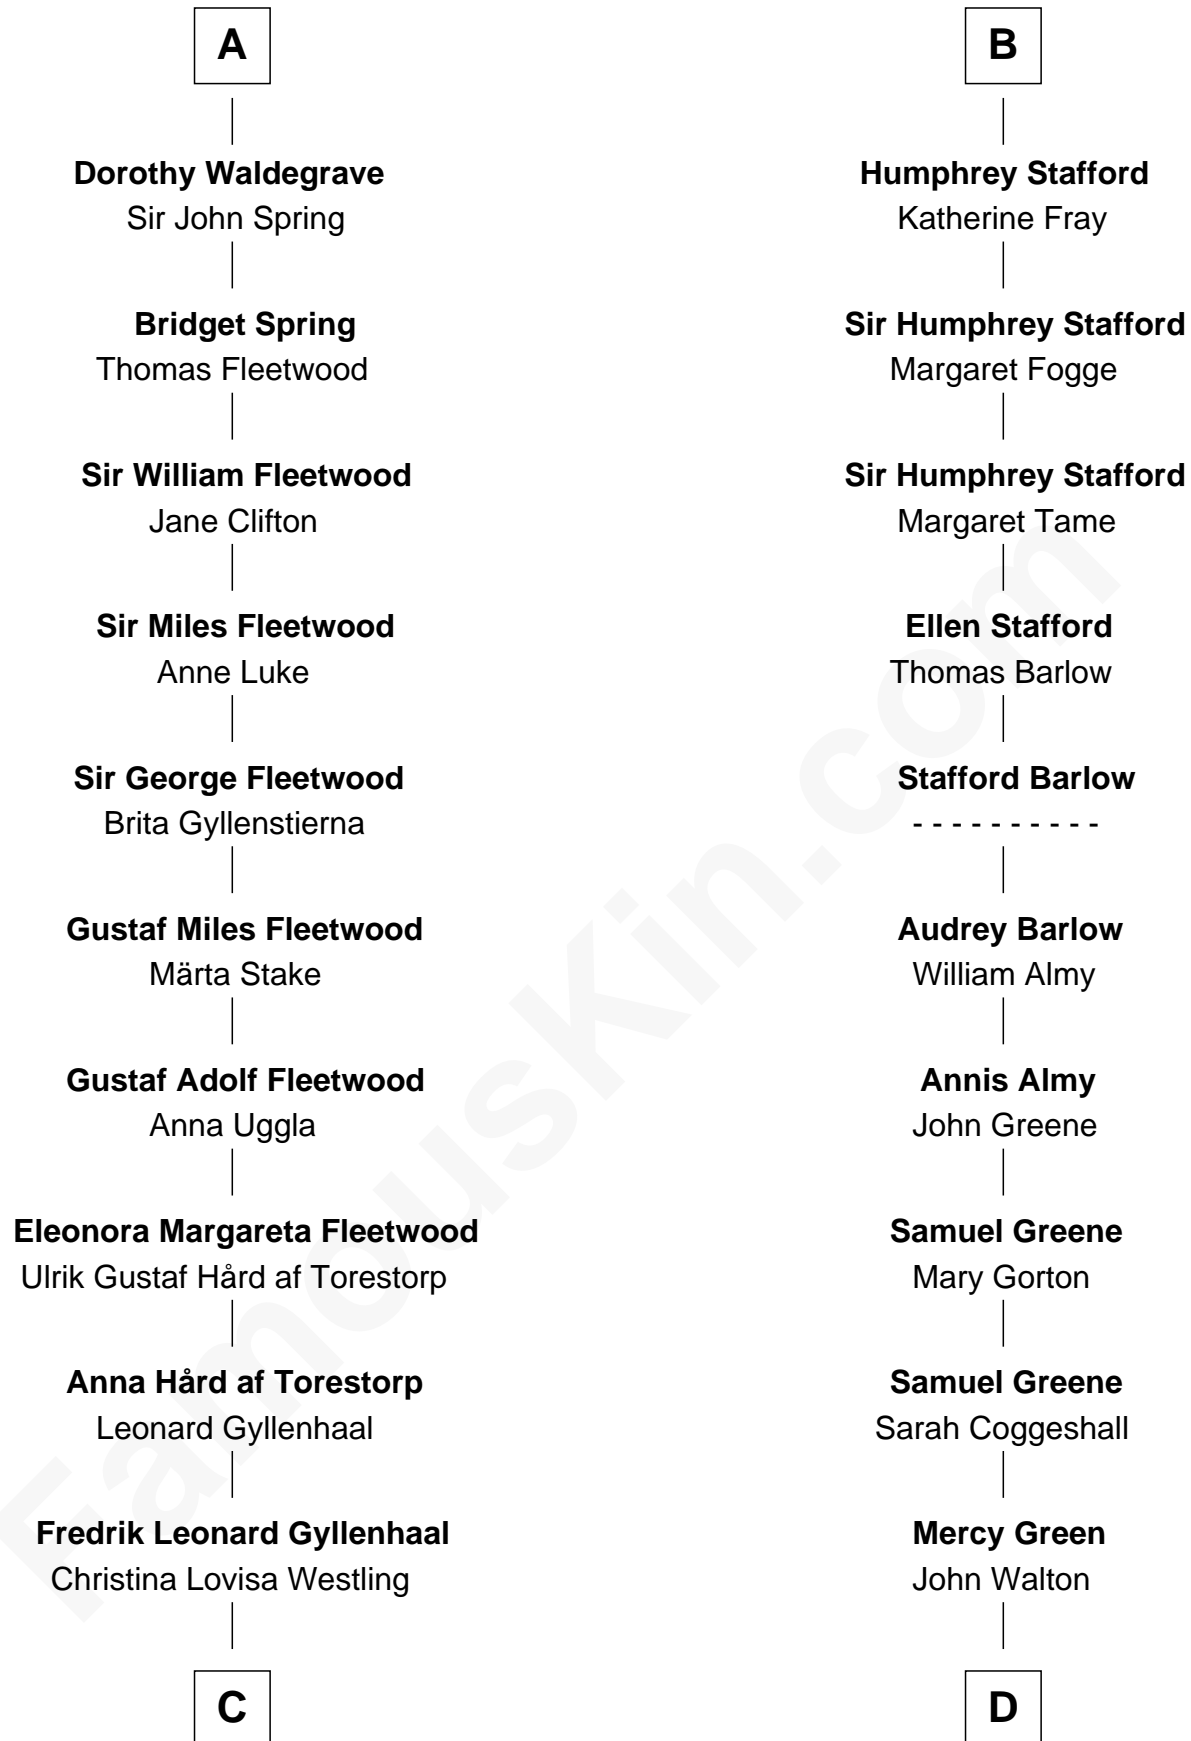 A
Dorothy Waldegrave
Sir John Spring
Bridget Spring
Thomas Fleetwood
Sir William Fleetwood
Jane Clifton
Sir Miles Fleetwood
Anne Luke
Sir George Fleetwood
Brita Gyllenstierna
Gustaf Miles Fleetwood
Märta Stake
Gustaf Adolf Fleetwood
Anna Uggla
Eleonora Margareta Fleetwood
Ulrik Gustaf Hård af Torestorp
Anna Hård af Torestorp
Leonard Gyllenhaal
Fredrik Leonard Gyllenhaal
Christina Lovisa Westling
C
B
Humphrey Stafford
Katherine Fray
Sir Humphrey Stafford
Margaret Fogge
Sir Humphrey Stafford
Margaret Tame
Ellen Stafford
Thomas Barlow
Stafford Barlow
- - - - - - - - - -
Audrey Barlow
William Almy
Annis Almy
John Greene
Samuel Greene
Mary Gorton
Samuel Greene
Sarah Coggeshall
Mercy Green
John Walton
D
FamousKin.com